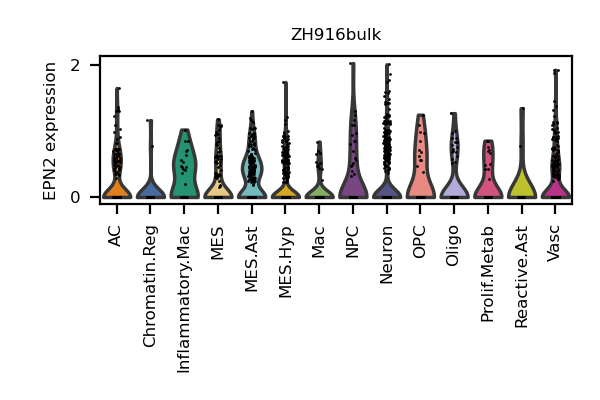 ZH916bulk
EPN2 expression
2
0
AC
Chromatin.Reg
Inflammatory.Mac
MES
MES.Ast
MES.Hyp
Mac
NPC
Neuron
OPC
Oligo
Prolif.Metab
Reactive.Ast
Vasc